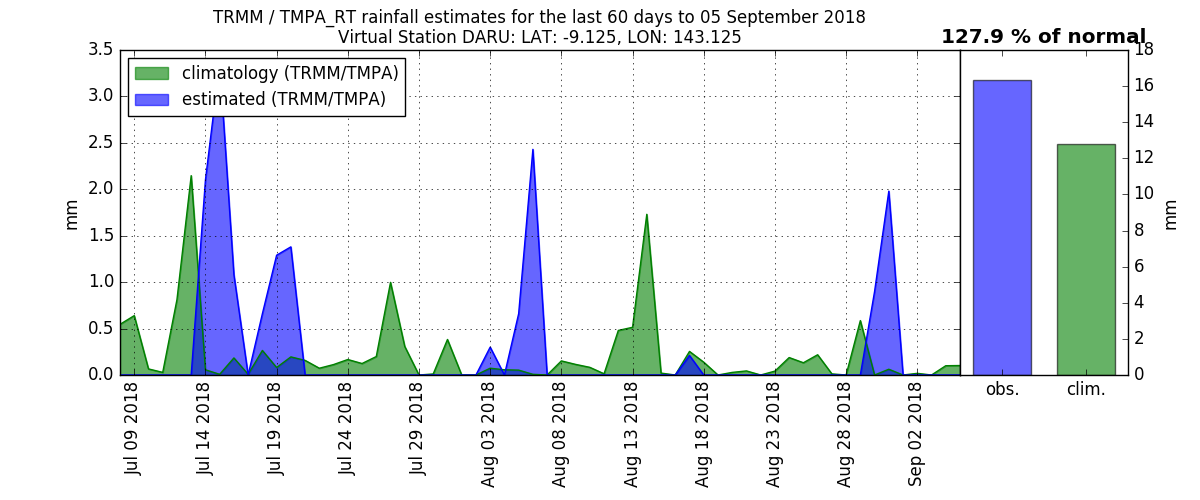 TRMM / TMPA_RT rainfall estimates for the last 60 days to 05 September 2018
Virtual Station DARU: LAT: -9.125, LON: 143.125
127.9 % of normal
climatology (TRMM/TMPA)
estimated (TRMM/TMPA)
mm
3.5
3.0
2.5
2.0
1.5
1.0
0.5
0.0
Jul 09 2018
Jul 14 2018
Jul 19 2018
Jul 24 2018
Jul 29 2018
Aug 03 2018
Aug 08 2018
Aug 13 2018
Aug 18 2018
Aug 23 2018
Aug 28 2018
Sep 02 2018
obs.
clim.
18
16
14
12
10
8
6
4
2
0
mm